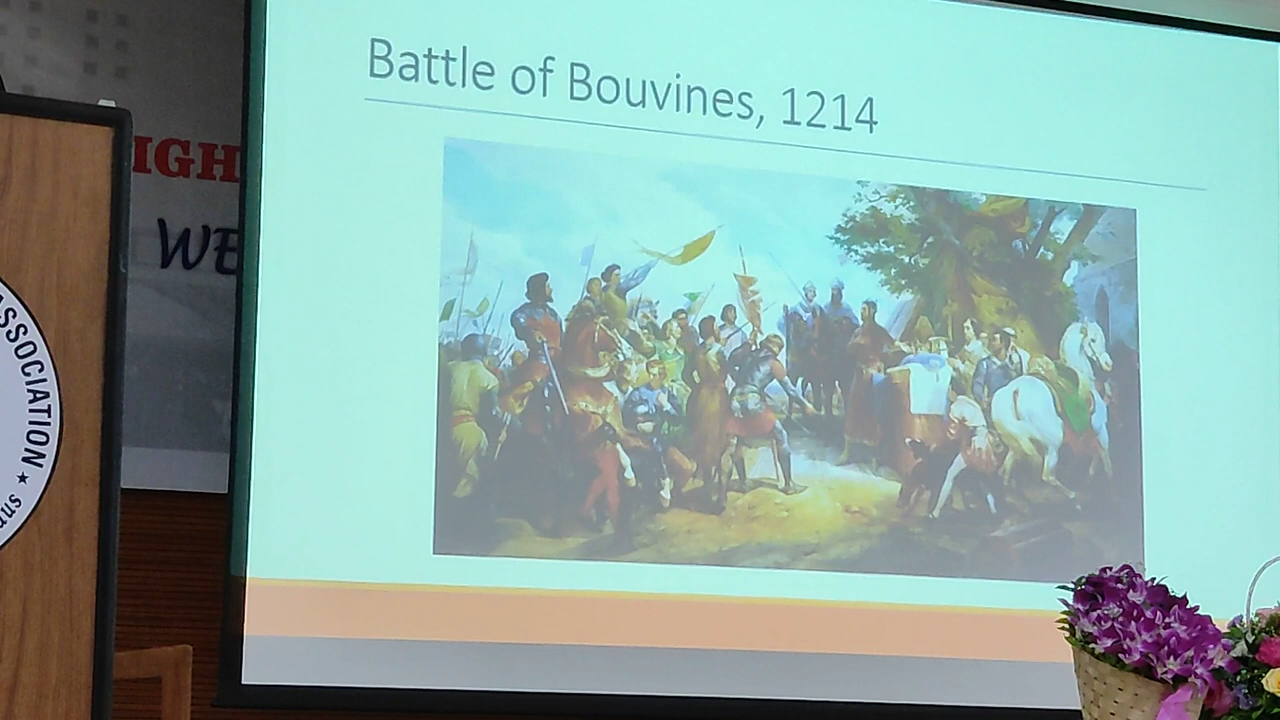 Battle of Bouvines, 1214
IGH
WE
ASSOCIATION ★